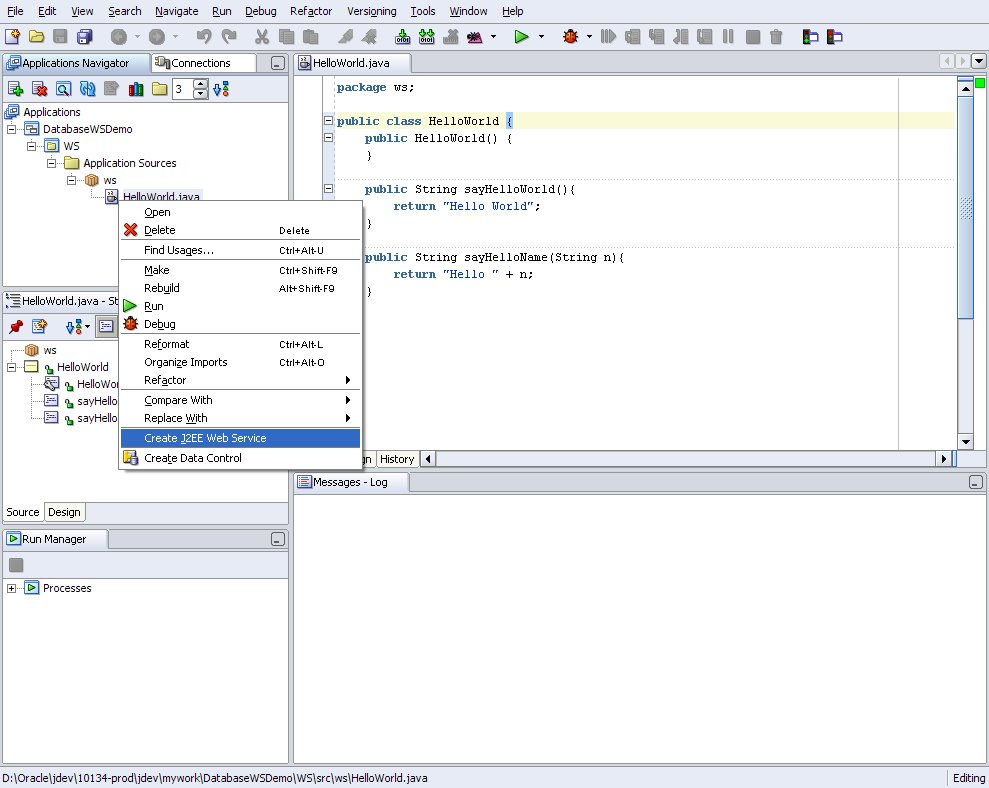 File Edit View Search Navigate Run Debug Refactor Versioning Tools Window Help
Applications Navigator
Connections
HelloWorld.java
3
Applications
DatabaseWSDemo
WS
Application Sources
ws
HelloWorld.java
package ws;
public class HelloWorld {
public HelloWorld() {
}
public String sayHelloWorld(){
return "Hello World";
}
public String sayHelloName(String n){
return "Hello " + n;
}
Open
Delete Delete
Find Usages... Ctrl+Alt-U
Make Ctrl+Shift-F9
Rebuild Alt+Shift-F9
Run
Debug
Reformat Ctrl+Alt-L
Organize Imports Ctrl+Alt-O
Refactor
Compare With
Replace With
Create J2EE Web Service
Create Data Control
HelloWorld.java - St
ws
HelloWorld
HelloWor
sayHello
sayHello
Source Design
gn History
Messages - Log
Run Manager
Processes
D:\Oracle\jdev\10134-prod\jdev\mywork\DatabaseWSDemo\WS\src\ws\HelloWorld.java
Editing